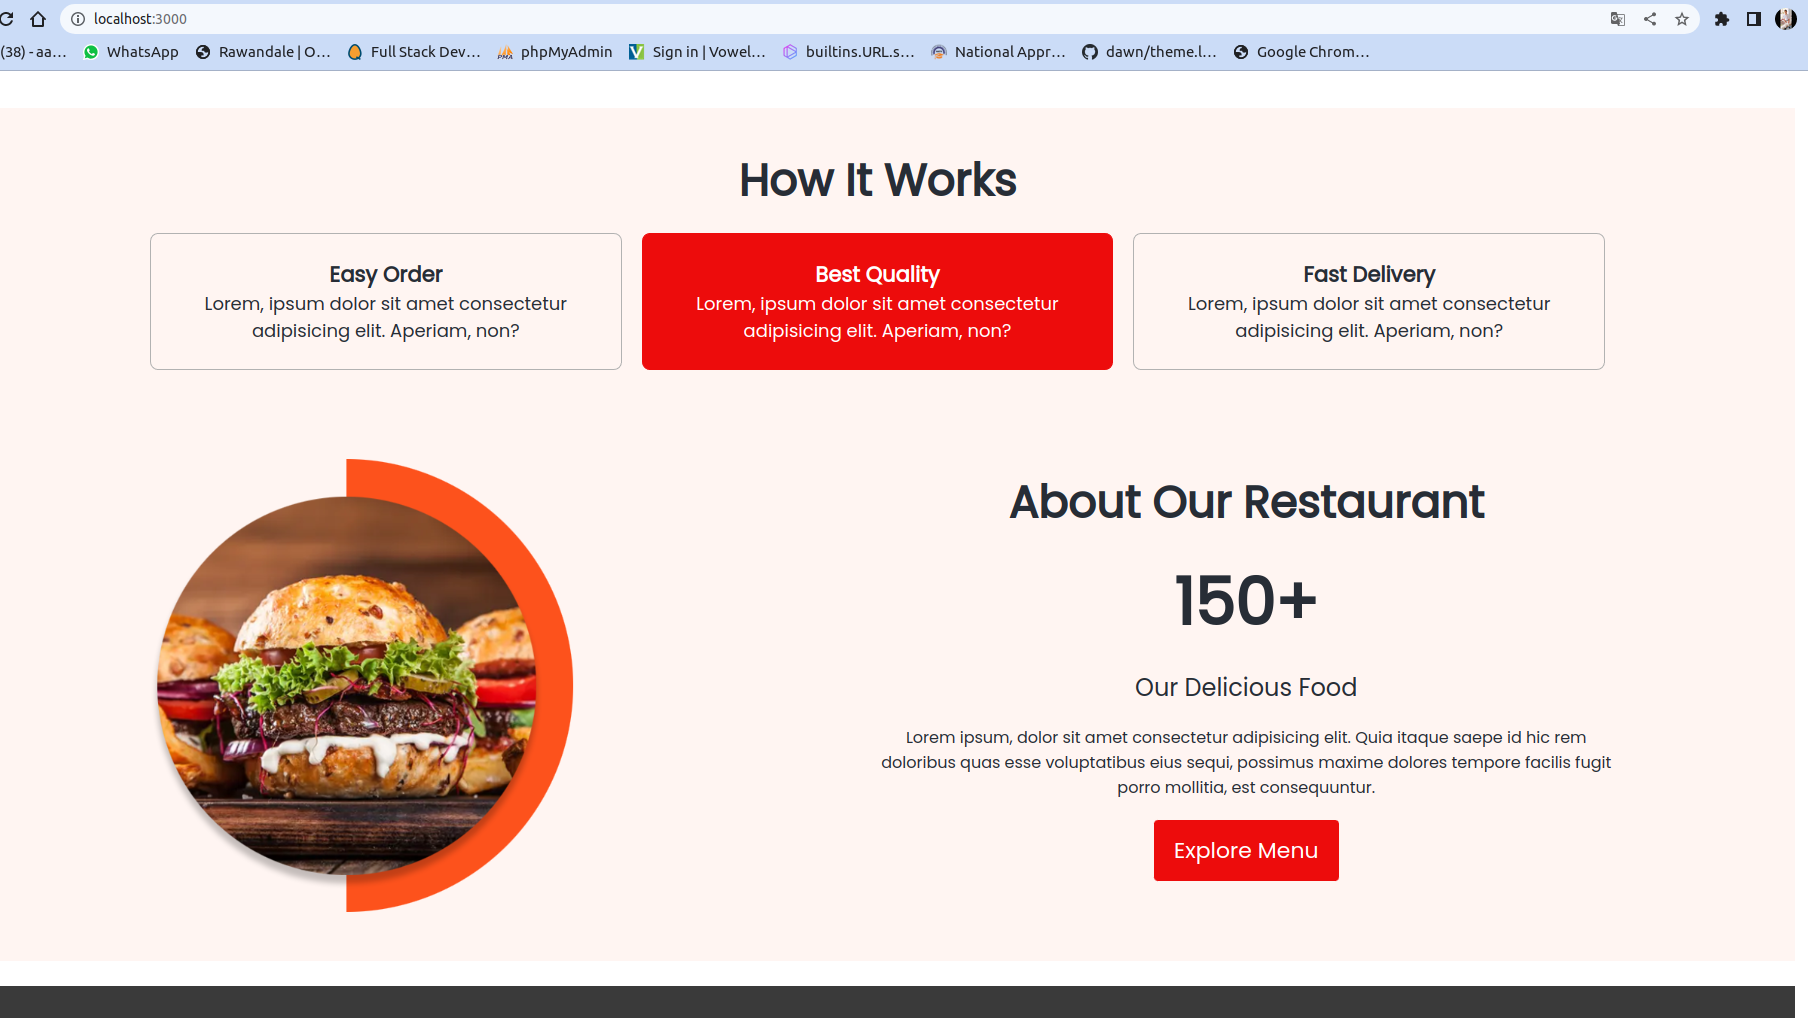 localhost:3000
(38) - aa...
WhatsApp
Rawandale | O...
Full Stack Dev...
phpMyAdmin
Sign in | Vowel...
builtins.URL.s...
National Appr...
dawn/theme.l...
Google Chrom...
How It Works
Easy Order
Lorem, ipsum dolor sit amet consectetur
adipisicing elit. Aperiam, non?
Best Quality
Lorem, ipsum dolor sit amet consectetur
adipisicing elit. Aperiam, non?
Fast Delivery
Lorem, ipsum dolor sit amet consectetur
adipisicing elit. Aperiam, non?
About Our Restaurant
150+
Our Delicious Food
Lorem ipsum, dolor sit amet consectetur adipisicing elit. Quia itaque saepe id hic rem
doloribus quas esse voluptatibus eius sequi, possimus maxime dolores tempore facilis fugit
porro mollitia, est consequuntur.
Explore Menu